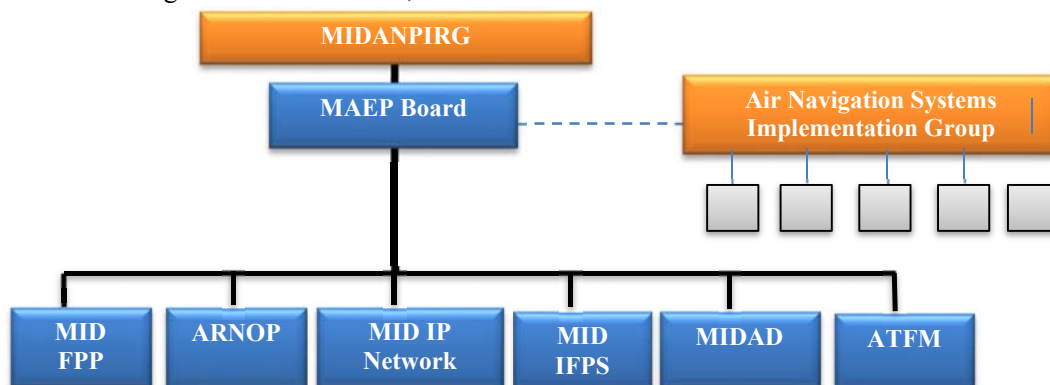 MIDANPIRG
MAEP Board
Air Navigation Systems
Implementation Group
MID
FPP
ARNOP
MID IP
Network
MID
IFPS
MIDAD
ATFM